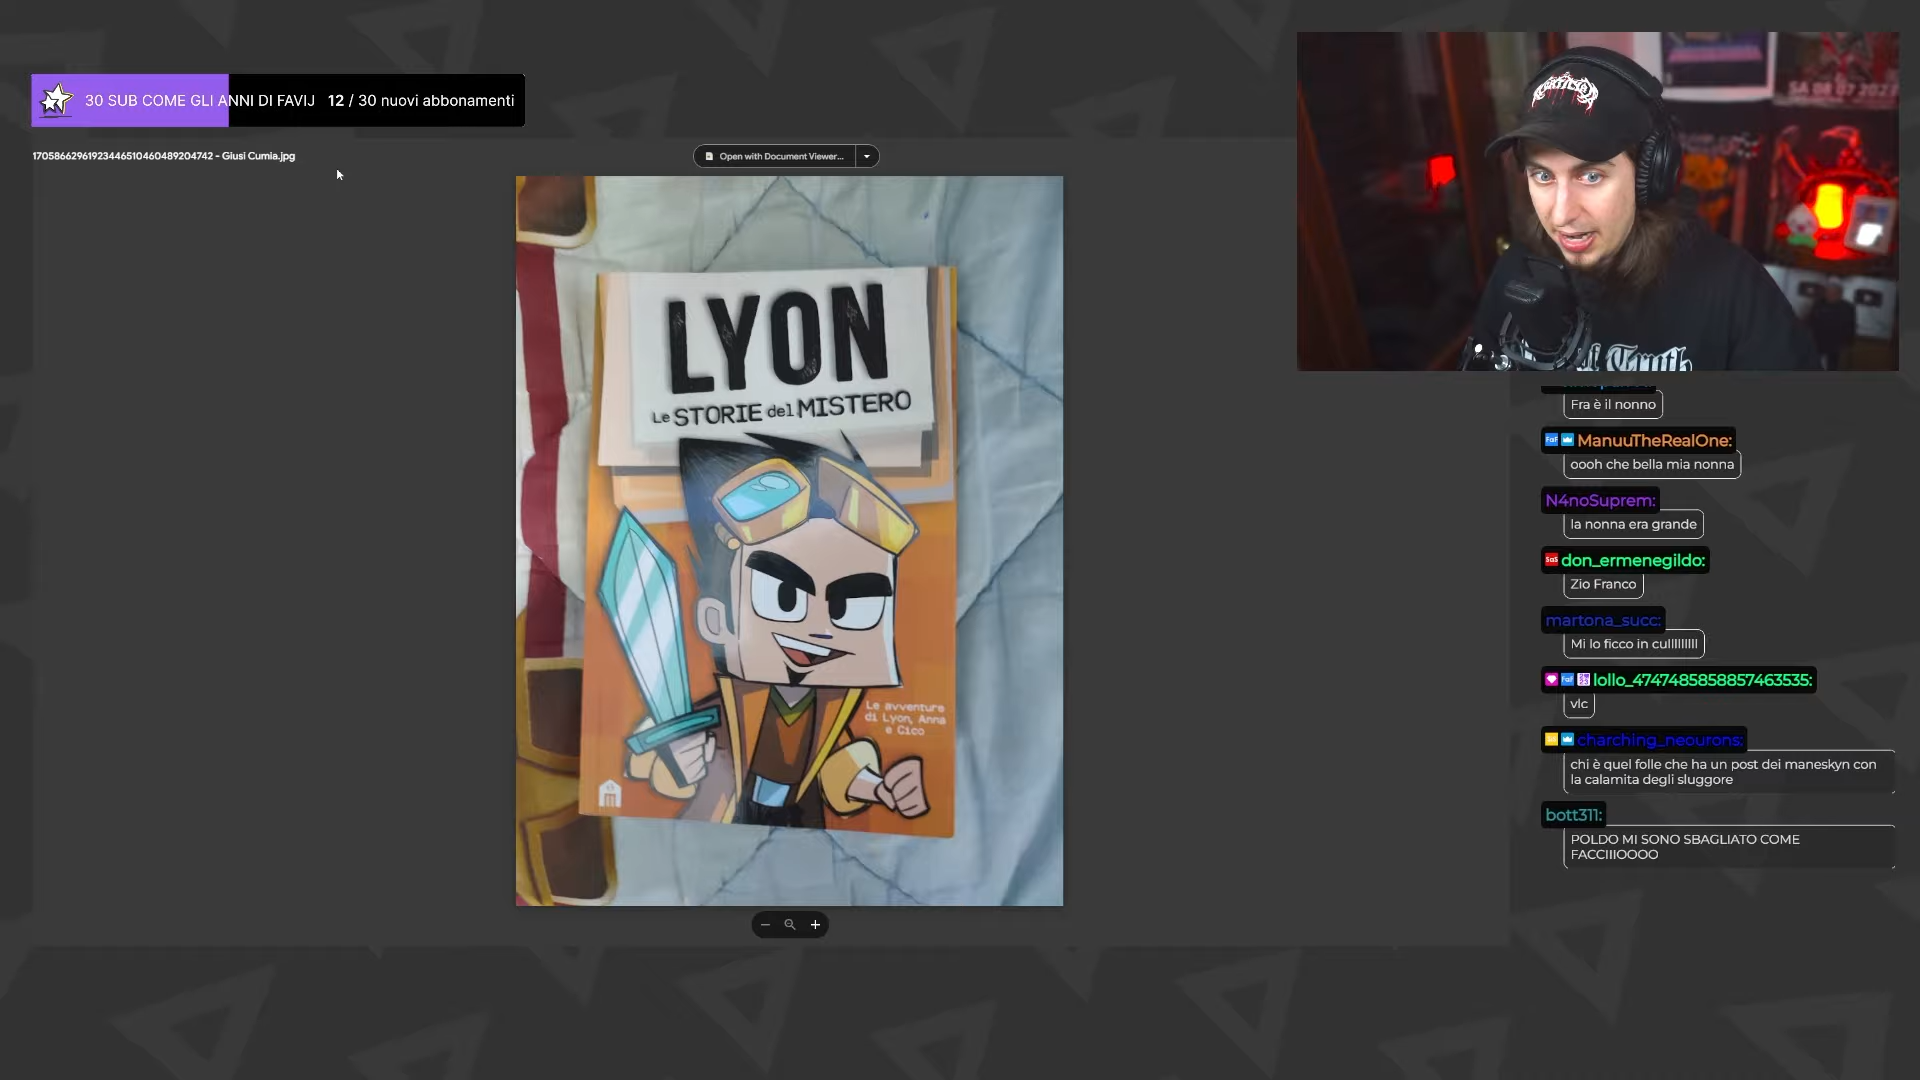 30 SUB COME GLI ANNI DI FAVIJ 12 / 30 nuovi abbonamenti
17058662961923446510460489204742 - Giusi Cumia.jpg
Open with Document Viewer...
LYON
Le STORIE del MISTERO
Le avventure
di Lyon, Anna
e Cico
Fra è il nonno
ManuuTheRealOne:
oooh che bella mia nonna
N4noSuprem:
la nonna era grande
don_ermenegildo:
Zio Franco
martona_succ:
Mi lo ficco in culllllllll
lollo_4747485858857463535:
vlc
charching_neourons:
chi è quel folle che ha un post dei maneskyn con
la calamita degli sluggore
bott311:
POLDO MI SONO SBAGLIATO COME
FACCIIIOOOO